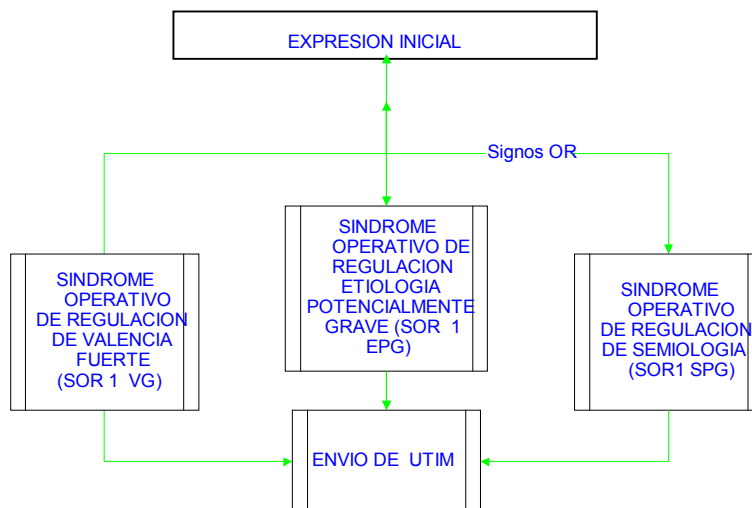 EXPRESION INICIAL
Signos OR
SINDROME
OPERATIVO
DE REGULACION
DE VALENCIA
FUERTE
(SOR 1 VG)
SINDROME
OPERATIVO DE
REGULACION
ETIOLOGIA
POTENCIALMENTE
GRAVE (SOR 1
EPG)
SINDROME
OPERATIVO
DE REGULACION
DE SEMIOLOGIA
(SOR1 SPG)
ENVIO DE UTIM